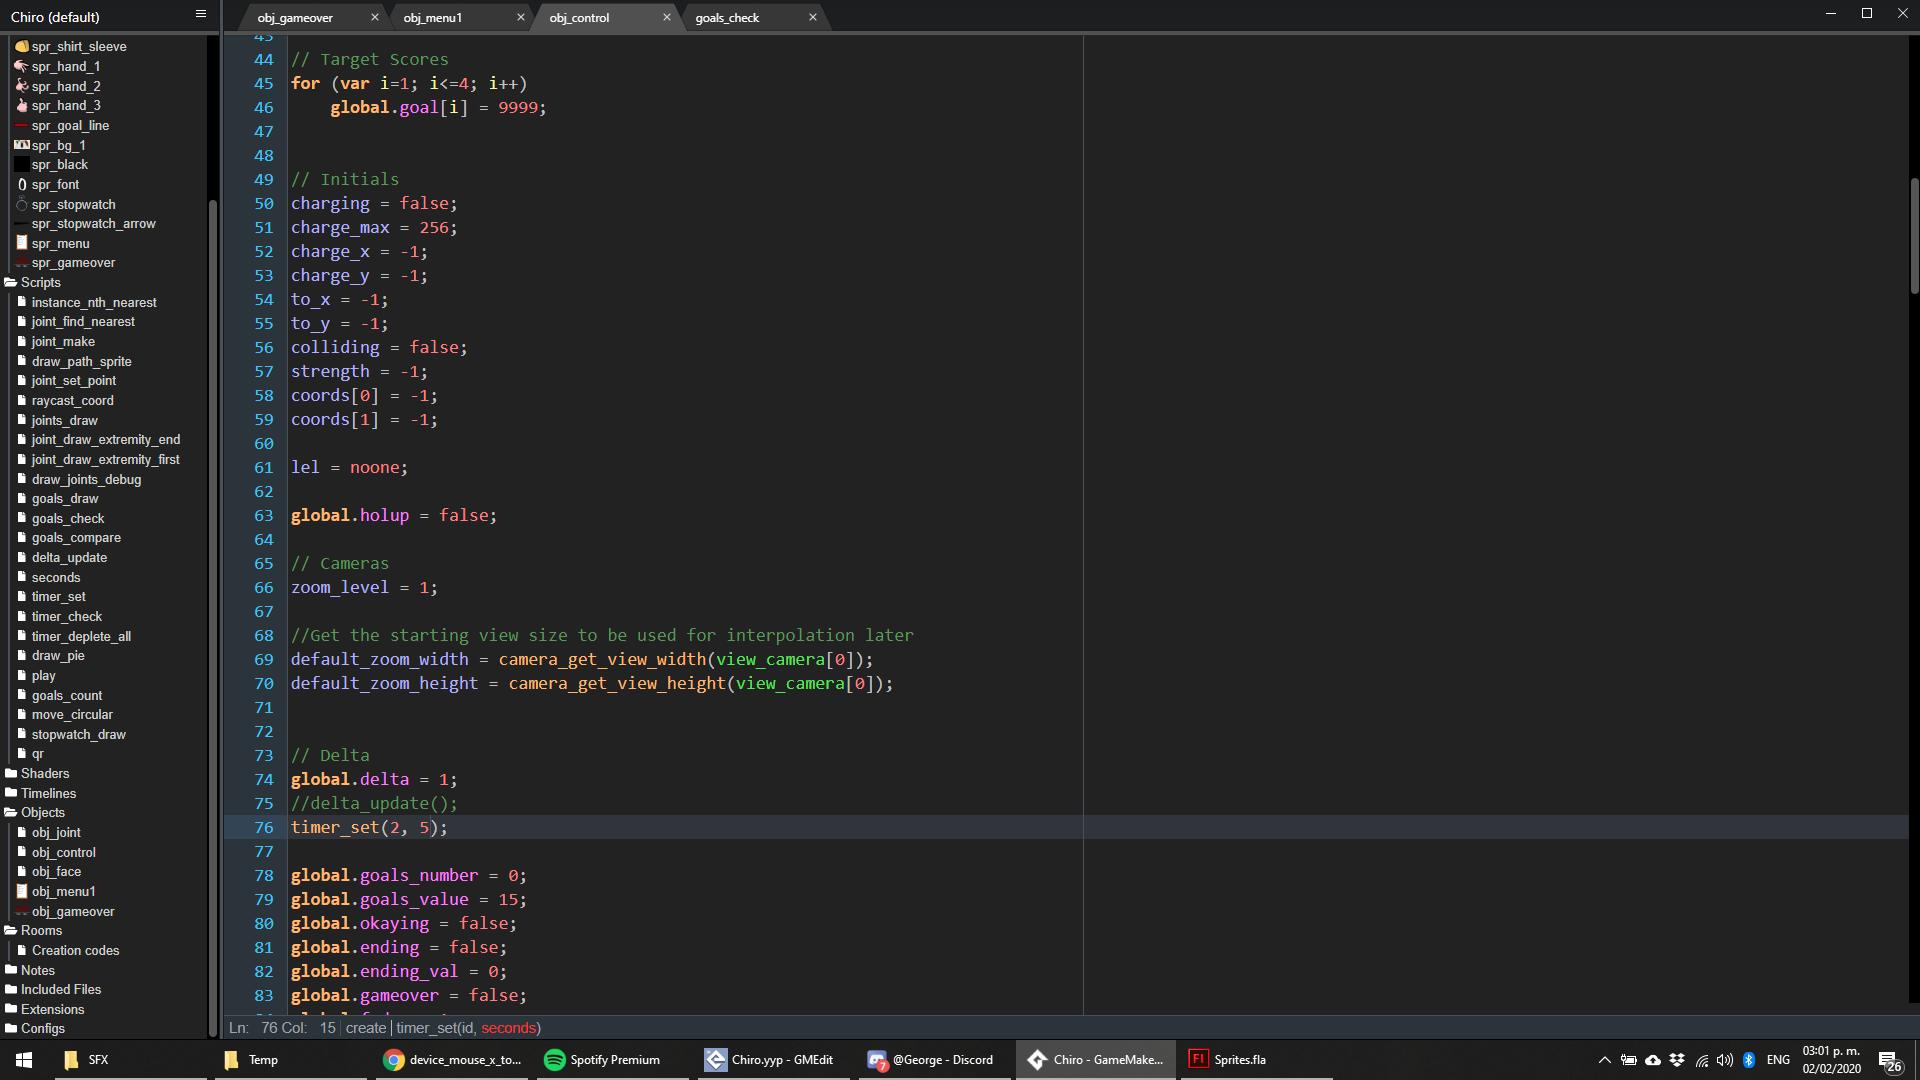 Chiro (default)
obj_gameover ×
obj_menu1 ×
obj_control ×
goals_check ×
spr_shirt_sleeve
spr_hand_1
spr_hand_2
spr_hand_3
spr_goal_line
spr_bg_1
spr_black
spr_font
spr_stopwatch
spr_stopwatch_arrow
spr_menu
spr_gameover
Scripts
instance_nth_nearest
joint_find_nearest
joint_make
draw_path_sprite
joint_set_point
raycast_coord
joints_draw
joint_draw_extremity_end
joint_draw_extremity_first
draw_joints_debug
goals_draw
goals_check
goals_compare
delta_update
seconds
timer_set
timer_check
timer_deplete_all
draw_pie
play
goals_count
move_circular
stopwatch_draw
qr
Shaders
Timelines
Objects
obj_joint
obj_control
obj_face
obj_menu1
obj_gameover
Rooms
Creation codes
Notes
Included Files
Extensions
Configs
43
44 // Target Scores
45 for (var i=1; i<=4; i++)
46 global.goal[i] = 9999;
47
48
49 // Initials
50 charging = false;
51 charge_max = 256;
52 charge_x = -1;
53 charge_y = -1;
54 to_x = -1;
55 to_y = -1;
56 colliding = false;
57 strength = -1;
58 coords[0] = -1;
59 coords[1] = -1;
60
61 lel = noone;
62
63 global.holup = false;
64
65 // Cameras
66 zoom_level = 1;
67
68 //Get the starting view size to be used for interpolation later
69 default_zoom_width = camera_get_view_width(view_camera[0]);
70 default_zoom_height = camera_get_view_height(view_camera[0]);
71
72
73 // Delta
74 global.delta = 1;
75 //delta_update();
76 timer_set(2, 5);
77
78 global.goals_number = 0;
79 global.goals_value = 15;
80 global.okaying = false;
81 global.ending = false;
82 global.ending_val = 0;
83 global.gameover = false;
Ln: 76 Col: 15 | create | timer_set(id, seconds)
SFX
Temp
device_mouse_x_to...
Spotify Premium
Chiro.yyp - GMEdit
7
@George - Discord
Chiro - GameMake...
Fl
Sprites.fla
ENG
03:01 p. m.
02/02/2020
26